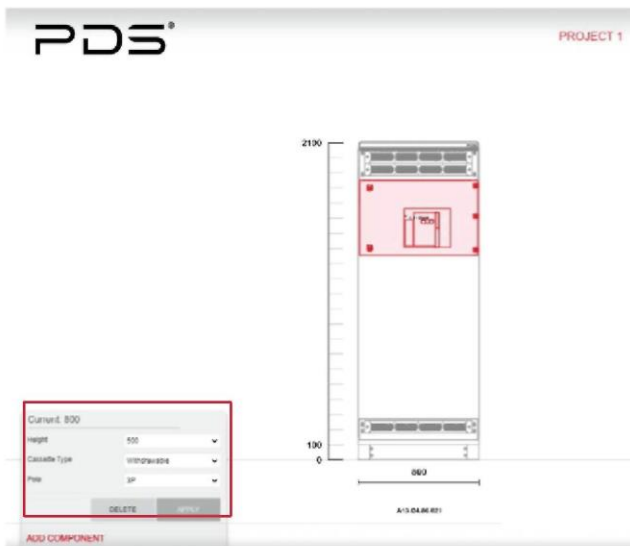 PDS®
PROJECT 1
2100
100
0
800
Current: 800
Height 500
Cassette Type Withdrawable
Pole 3P
DELETE APPLY
ADD COMPONENT